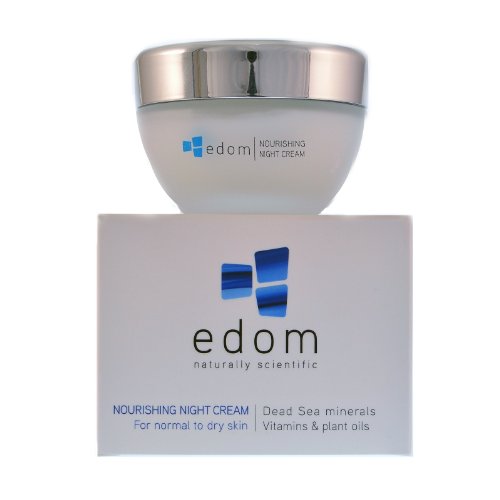 edom
NOURISHING
NIGHT CREAM
edom
naturally scientific
NOURISHING NIGHT CREAM
For normal to dry skin
Dead Sea minerals
Vitamins & plant oils